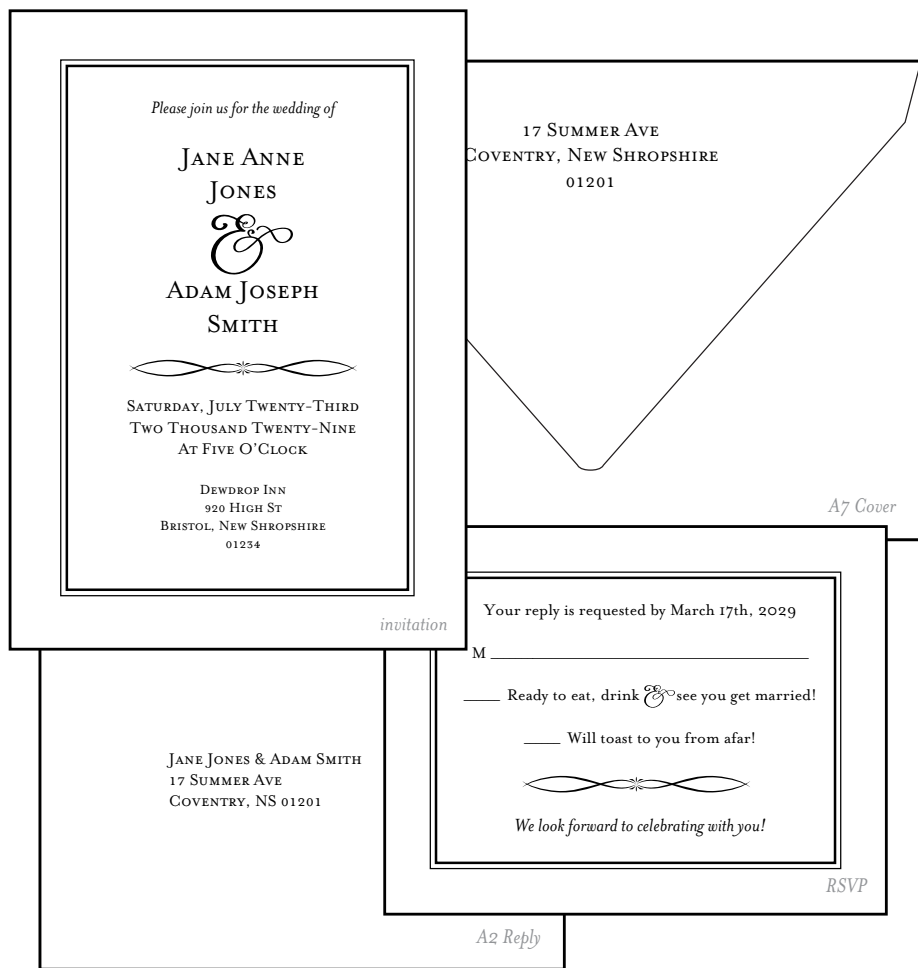 Please join us for the wedding of
Jane Anne
Jones
&
Adam Joseph
Smith
Saturday, July Twenty-Third
Two Thousand Twenty-Nine
At Five O'Clock
Dewdrop Inn
920 High St
Bristol, New Shropshire
01234
invitation
17 Summer Ave
Coventry, New Shropshire
01201
A7 Cover
Your reply is requested by March 17th, 2029
M
Ready to eat, drink & see you get married!
Will toast to you from afar!
We look forward to celebrating with you!
RSVP
Jane Jones & Adam Smith
17 Summer Ave
Coventry, NS 01201
A2 Reply